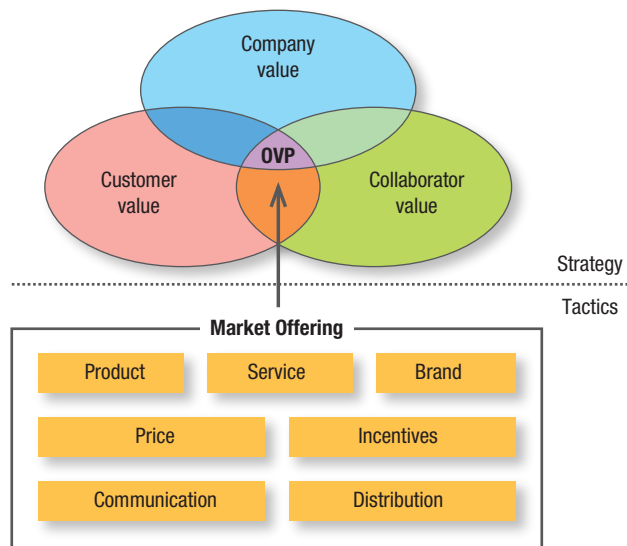 Company
value
OVP
Customer
value
Collaborator
value
Strategy
Tactics
Market Offering
Product
Service
Brand
Price
Incentives
Communication
Distribution